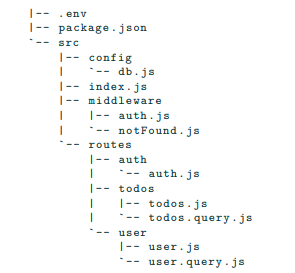 |-- .env
|-- package.json
`-- src
    |-- config
    |   `-- db.js
    |-- index.js
    |-- middleware
    |   |-- auth.js
    |   `-- notFound.js
    `-- routes
        |-- auth
        |   `-- auth.js
        |-- todos
        |   |-- todos.js
        |   `-- todos.query.js
        `-- user
            |-- user.js
            `-- user.query.js